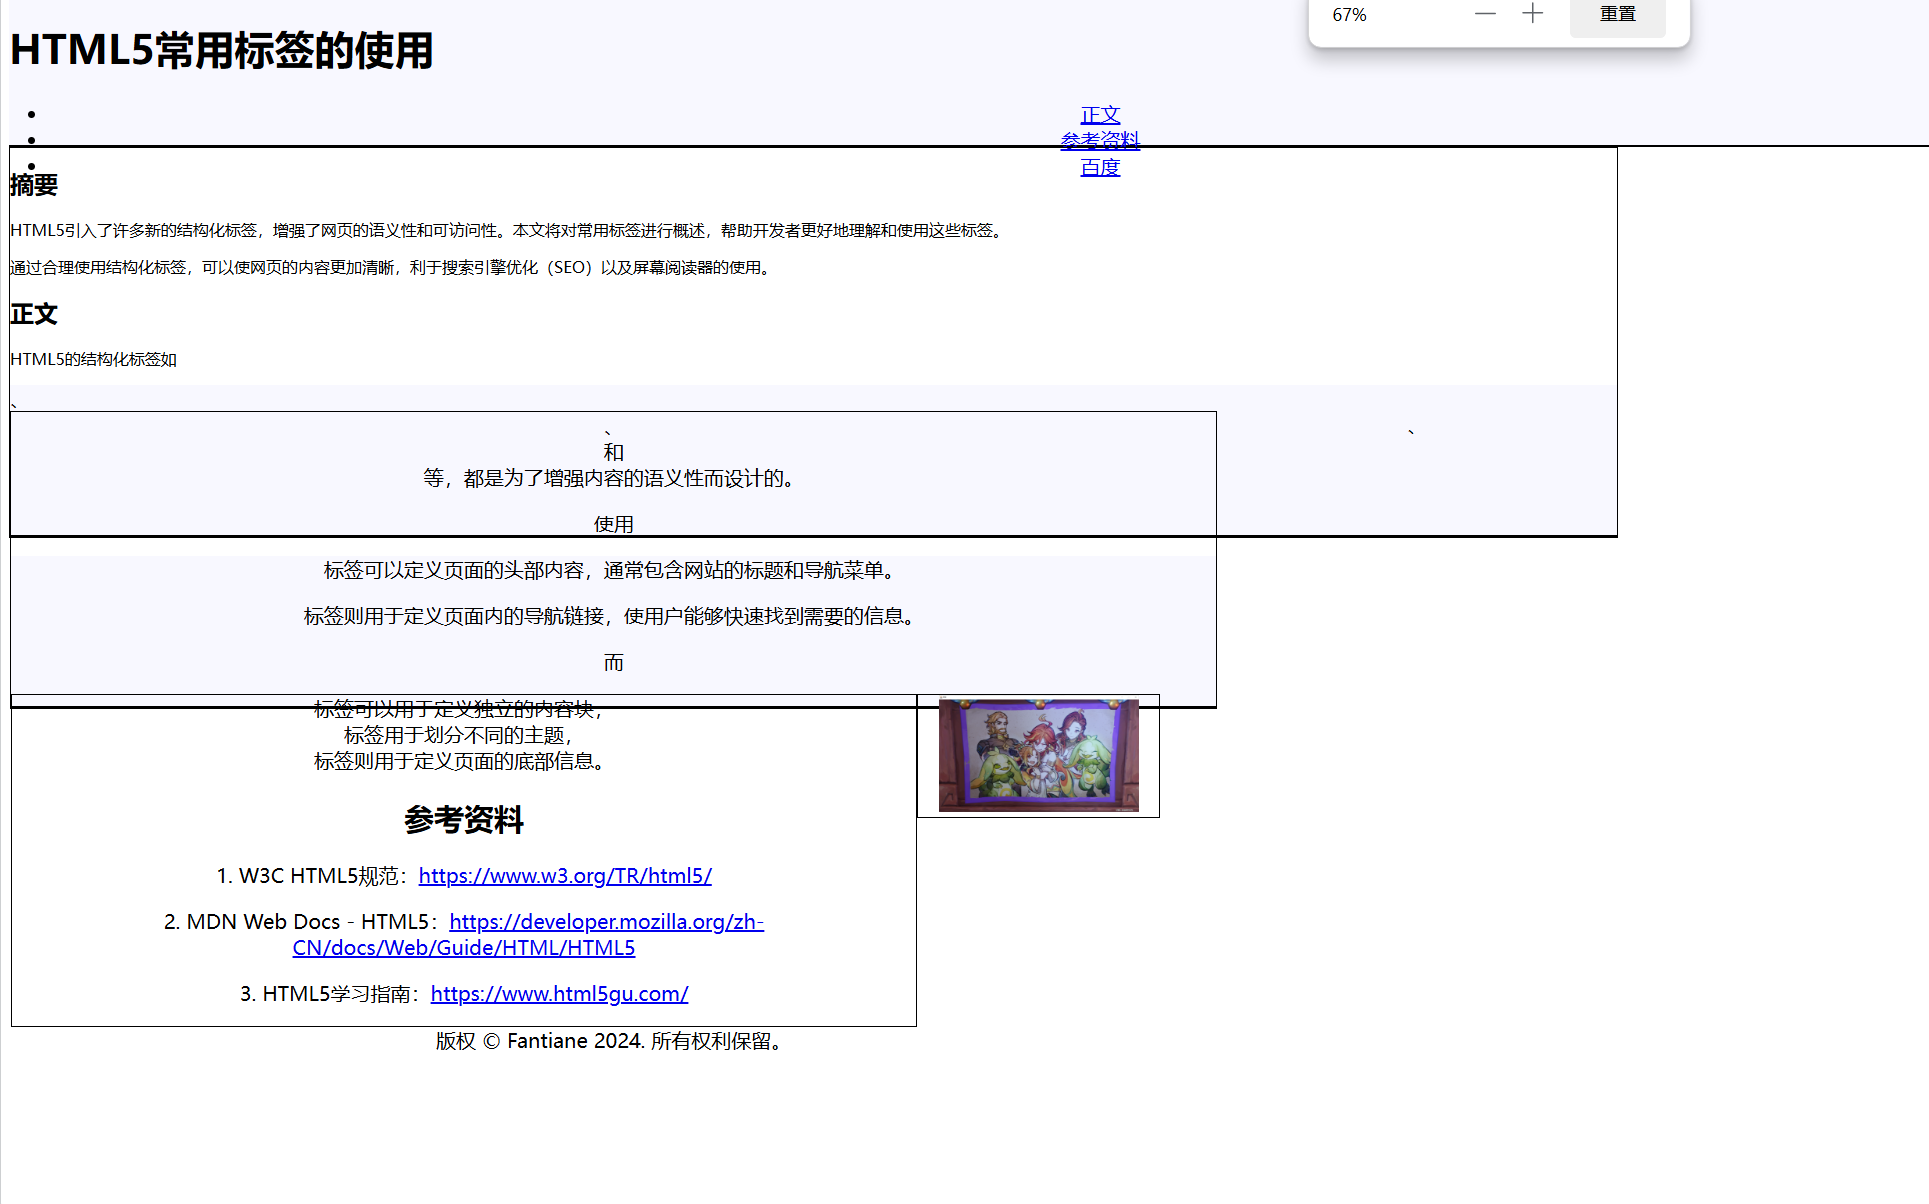 67%
重置
HTML5常用标签的使用
正文
参考资料
百度
摘要
HTML5引入了许多新的结构化标签，增强了网页的语义性和可访问性。本文将对常用标签进行概述，帮助开发者更好地理解和使用这些标签。
通过合理使用结构化标签，可以使网页的内容更加清晰，利于搜索引擎优化（SEO）以及屏幕阅读器的使用。
正文
HTML5的结构化标签如
、
、 、
和
等，都是为了增强内容的语义性而设计的。
使用
标签可以定义页面的头部内容，通常包含网站的标题和导航菜单。
标签则用于定义页面内的导航链接，使用户能够快速找到需要的信息。
而
标签可以用于定义独立的内容块，
标签用于划分不同的主题，
标签则用于定义页面的底部信息。
参考资料
1. W3C HTML5规范：https://www.w3.org/TR/html5/
2. MDN Web Docs - HTML5：https://developer.mozilla.org/zh-
CN/docs/Web/Guide/HTML/HTML5
3. HTML5学习指南：https://www.html5gu.com/
版权 © Fantiane 2024. 所有权利保留。